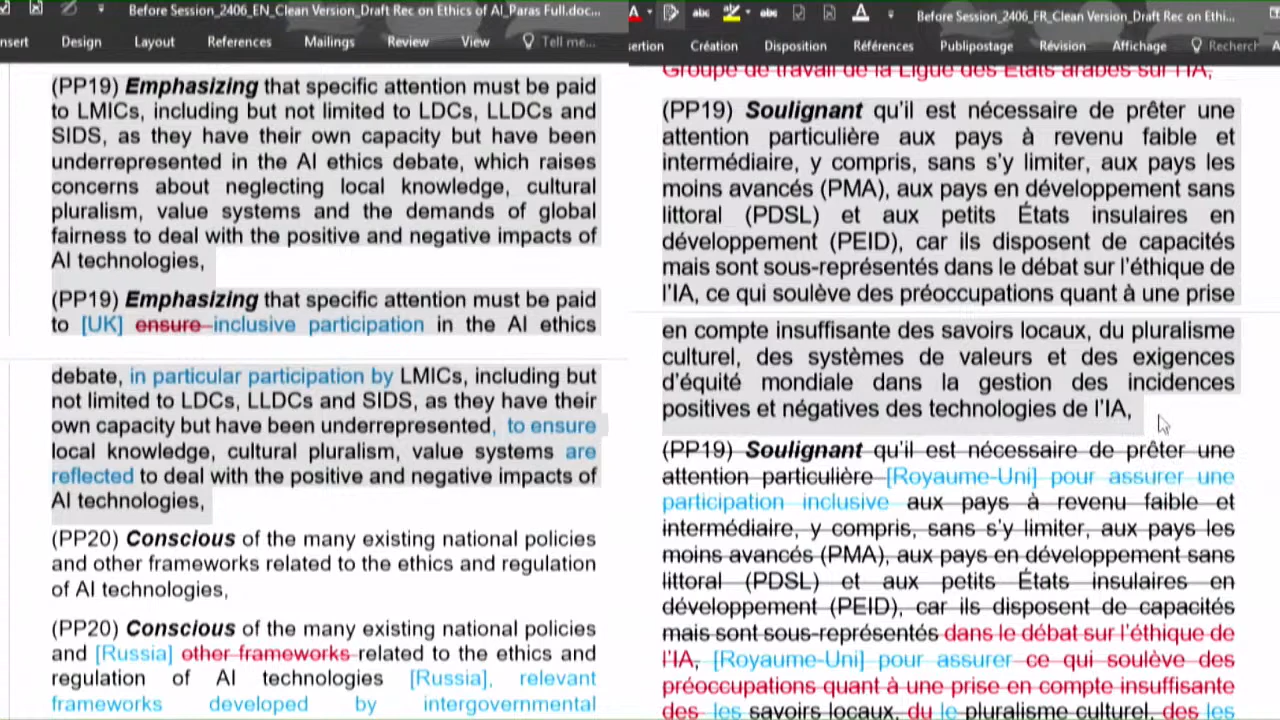 Before Session_2406_EN_Clean Version_Draft Rec on Ethics of AI_Paras Full.doc...
nsert Design Layout References Mailings Review View Tell me...
(PP19) Emphasizing that specific attention must be paid
to LMICs, including but not limited to LDCs, LLDCs and
SIDS, as they have their own capacity but have been
underrepresented in the AI ethics debate, which raises
concerns about neglecting local knowledge, cultural
pluralism, value systems and the demands of global
fairness to deal with the positive and negative impacts of
AI technologies,
(PP19) Emphasizing that specific attention must be paid
to [UK] ensure inclusive participation in the AI ethics
debate, in particular participation by LMICs, including but
not limited to LDCs, LLDCs and SIDS, as they have their
own capacity but have been underrepresented, to ensure
local knowledge, cultural pluralism, value systems are
reflected to deal with the positive and negative impacts of
AI technologies,
(PP20) Conscious of the many existing national policies
and other frameworks related to the ethics and regulation
of AI technologies,
(PP20) Conscious of the many existing national policies
and [Russia] other frameworks related to the ethics and
regulation of AI technologies [Russia], relevant
frameworks developed by intergovernmental
Before Session_2406_FR_Clean Version_Draft Rec on Ethi...
sertion Création Disposition Références Publipostage Révision Affichage Recherch
Groupe de travail de la Ligue des États arabes sur l'IA,
(PP19) Soulignant qu'il est nécessaire de prêter une
attention particulière aux pays à revenu faible et
intermédiaire, y compris, sans s'y limiter, aux pays les
moins avancés (PMA), aux pays en développement sans
littoral (PDSL) et aux petits États insulaires en
développement (PEID), car ils disposent de capacités
mais sont sous-représentés dans le débat sur l'éthique de
l'IA, ce qui soulève des préoccupations quant à une prise
en compte insuffisante des savoirs locaux, du pluralisme
culturel, des systèmes de valeurs et des exigences
d'équité mondiale dans la gestion des incidences
positives et négatives des technologies de l'IA,
(PP19) Soulignant qu'il est nécessaire de prêter une
attention particulière [Royaume-Uni] pour assurer une
participation inclusive aux pays à revenu faible et
intermédiaire, y compris, sans s'y limiter, aux pays les
moins avancés (PMA), aux pays en développement sans
littoral (PDSL) et aux petits États insulaires en
développement (PEID), car ils disposent de capacités
mais sont sous-représentés dans le débat sur l'éthique de
l'IA, [Royaume-Uni] pour assurer ce qui soulève des
préoccupations quant à une prise en compte insuffisante
des les savoirs locaux, du le pluralisme culturel, des les